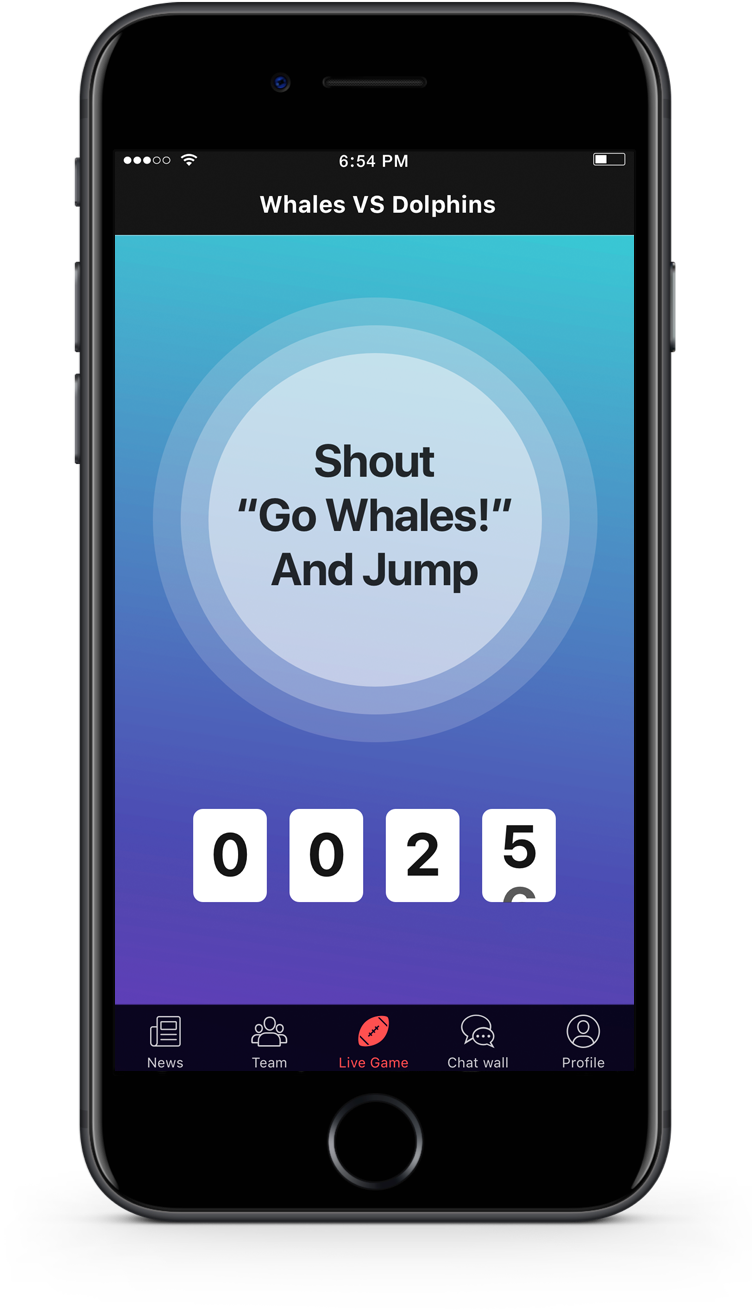 6:54 PM
Whales VS Dolphins
Shout
“Go Whales!”
And Jump
0 0 2 5
News Team Live Game Chat wall Profile